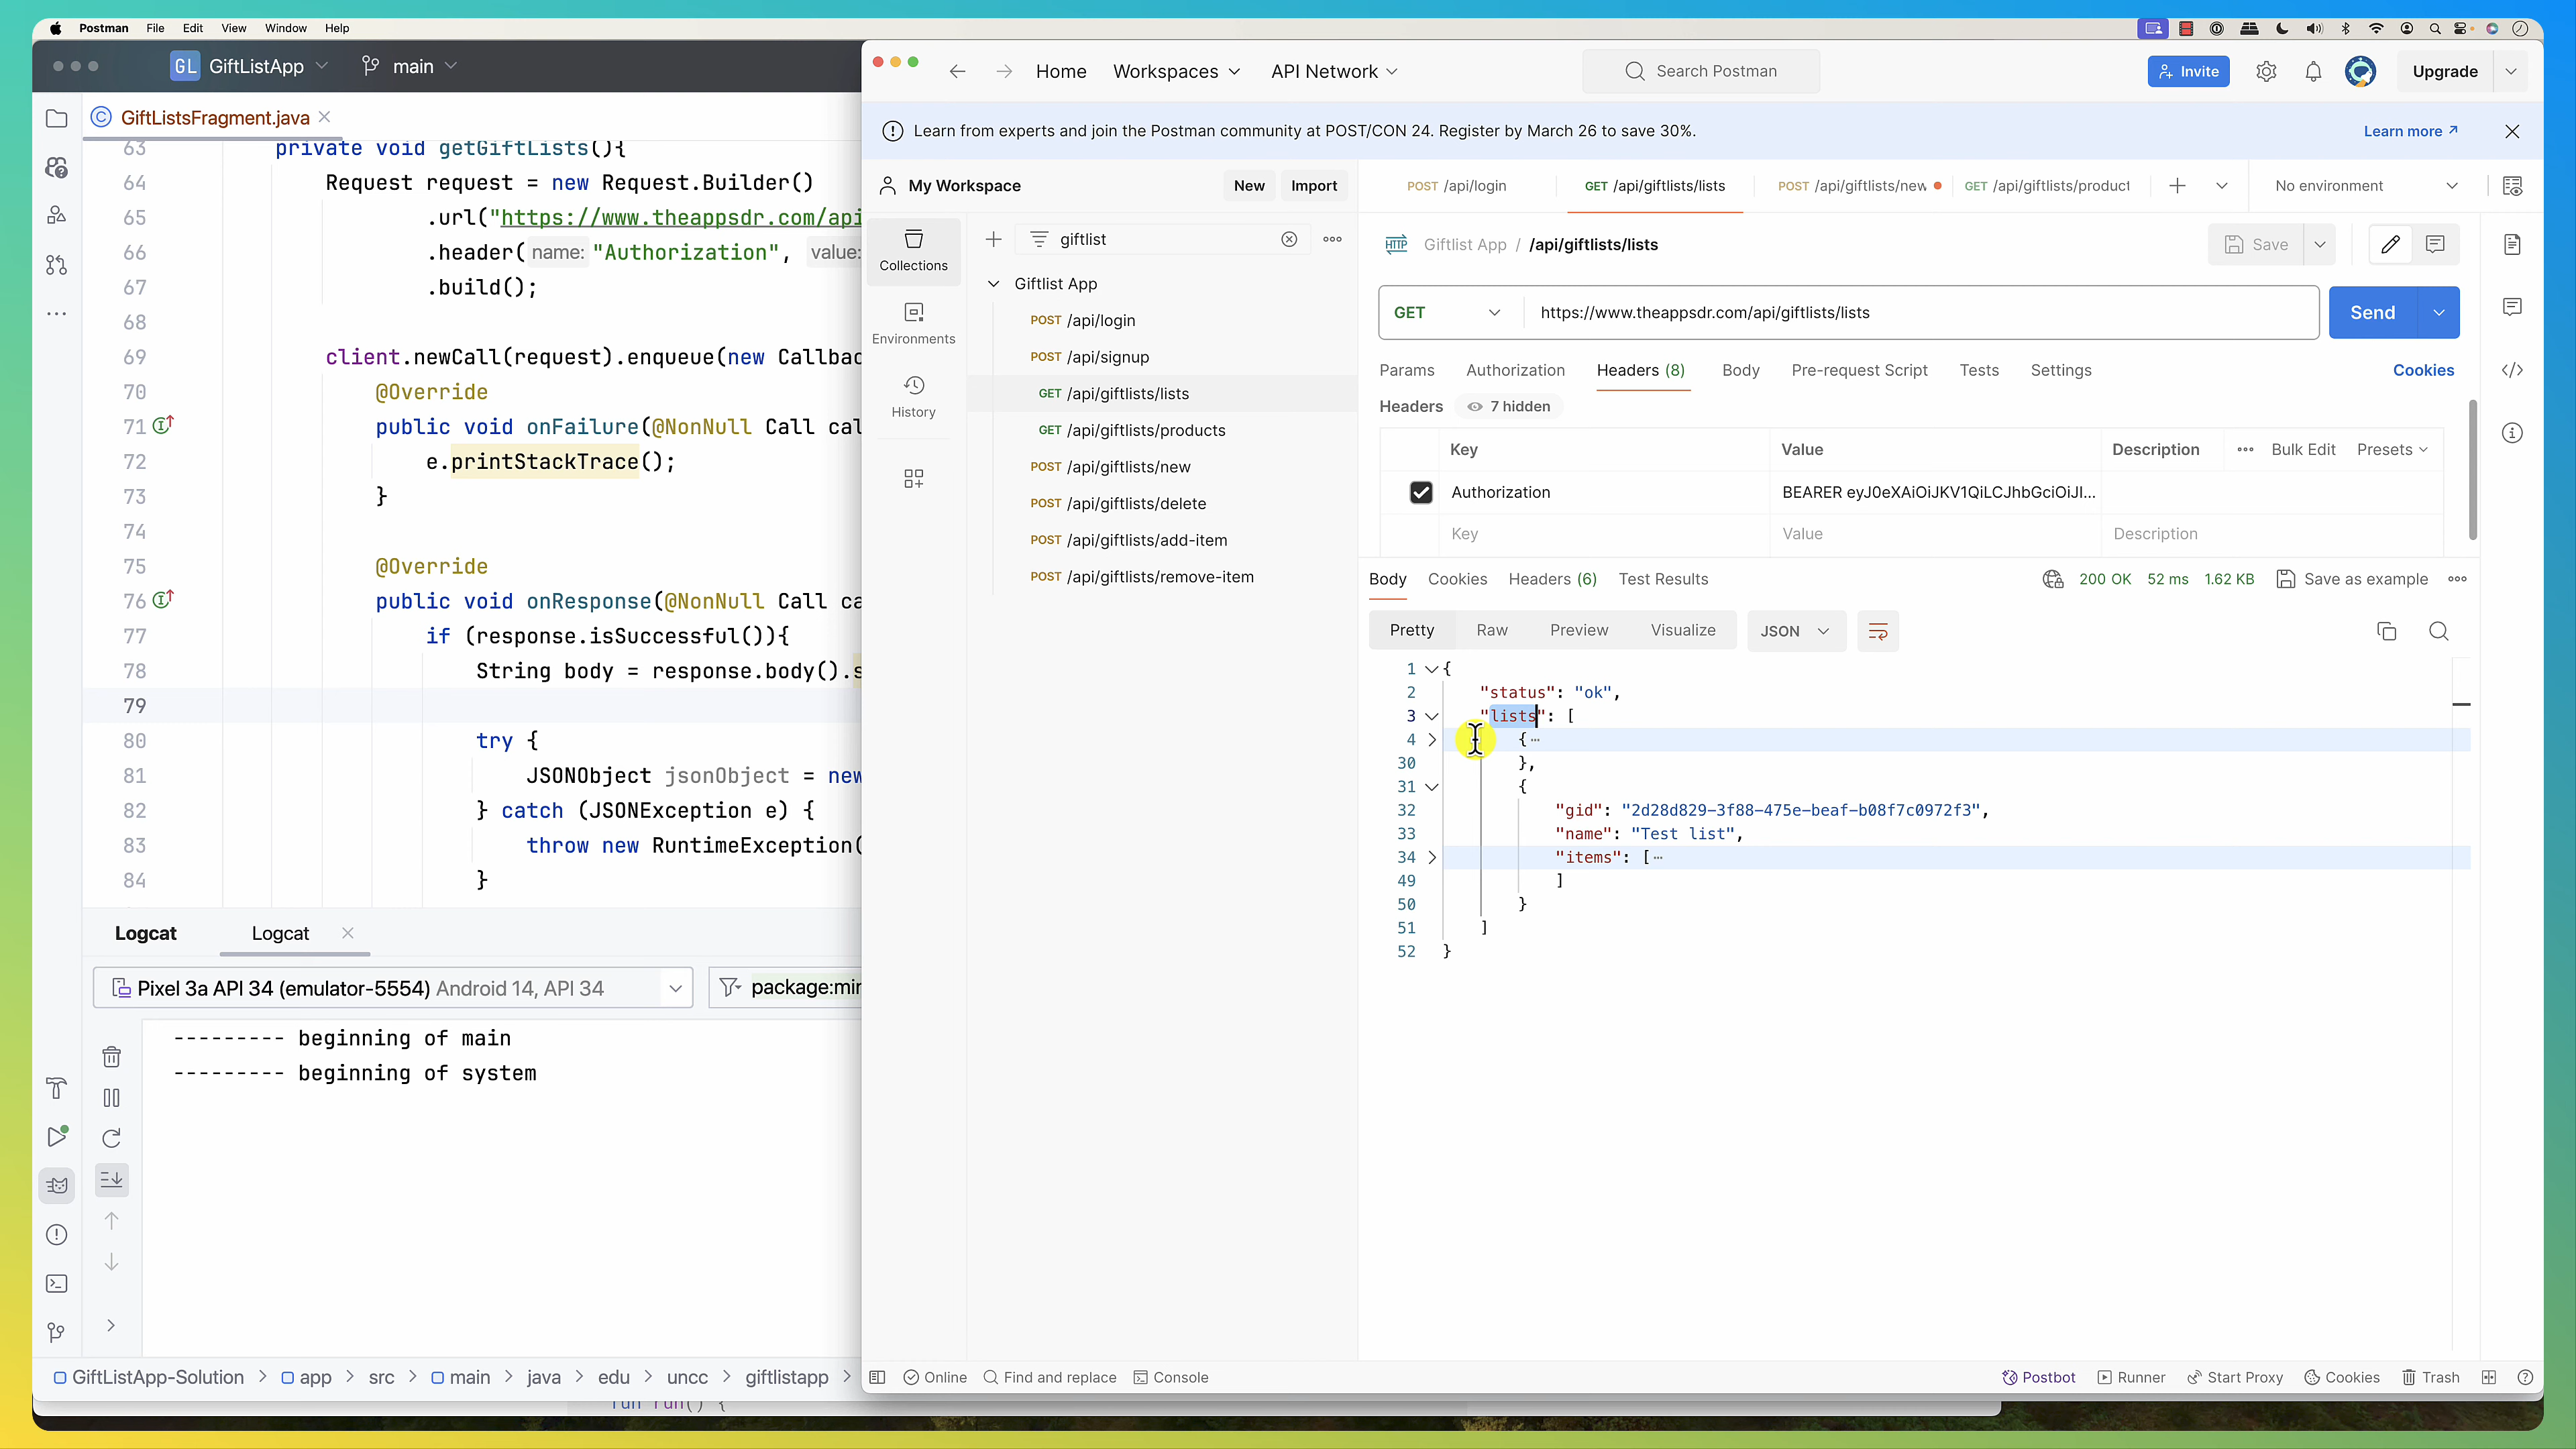 Postman File Edit View Window Help
GL GiftListApp main
GiftListsFragment.java
63 private void getGiftLists(){
64 Request request = new Request.Builder()
65 .url("https://www.theappsdr.com/api
66 .header( name: "Authorization", value:
67 .build();
68
69 client.newCall(request).enqueue(new Callbac
70 @Override
71 public void onFailure(@NonNull Call cal
72 e.printStackTrace();
73 }
74
75 @Override
76 public void onResponse(@NonNull Call ca
77 if (response.isSuccessful()){
78 String body = response.body().s
79
80 try {
81 JSONObject jsonObject = new
82 } catch (JSONException e) {
83 throw new RuntimeException(
84 }
Logcat Logcat
Pixel 3a API 34 (emulator-5554) Android 14, API 34 package:min
--------- beginning of main
--------- beginning of system
GiftListApp-Solution > app > src > main > java > edu > uncc > giftlistapp >
run run() {
Home Workspaces API Network Search Postman Invite Upgrade
Learn from experts and join the Postman community at POST/CON 24. Register by March 26 to save 30%. Learn more
My Workspace New Import
POST /api/login GET /api/giftlists/lists POST /api/giftlists/new GET /api/giftlists/product No environment
Collections
Environments
History
giftlist
Giftlist App
POST /api/login
POST /api/signup
GET /api/giftlists/lists
GET /api/giftlists/products
POST /api/giftlists/new
POST /api/giftlists/delete
POST /api/giftlists/add-item
POST /api/giftlists/remove-item
HTTP Giftlist App / /api/giftlists/lists Save
GET https://www.theappsdr.com/api/giftlists/lists Send
Params Authorization Headers (8) Body Pre-request Script Tests Settings Cookies
Headers 7 hidden
Key Value Description Bulk Edit Presets
Authorization BEARER eyJ0eXAiOiJKV1QiLCJhbGciOiJI...
Key Value Description
Body Cookies Headers (6) Test Results 200 OK 52 ms 1.62 KB Save as example
Pretty Raw Preview Visualize JSON
1 {
2 "status": "ok",
3 "lists": [
4 {
30 },
31 {
32 "gid": "2d28d829-3f88-475e-beaf-b08f7c0972f3",
33 "name": "Test list",
34 "items": [
49 ]
50 }
51 ]
52 }
Online Find and replace Console Postbot Runner Start Proxy Cookies Trash